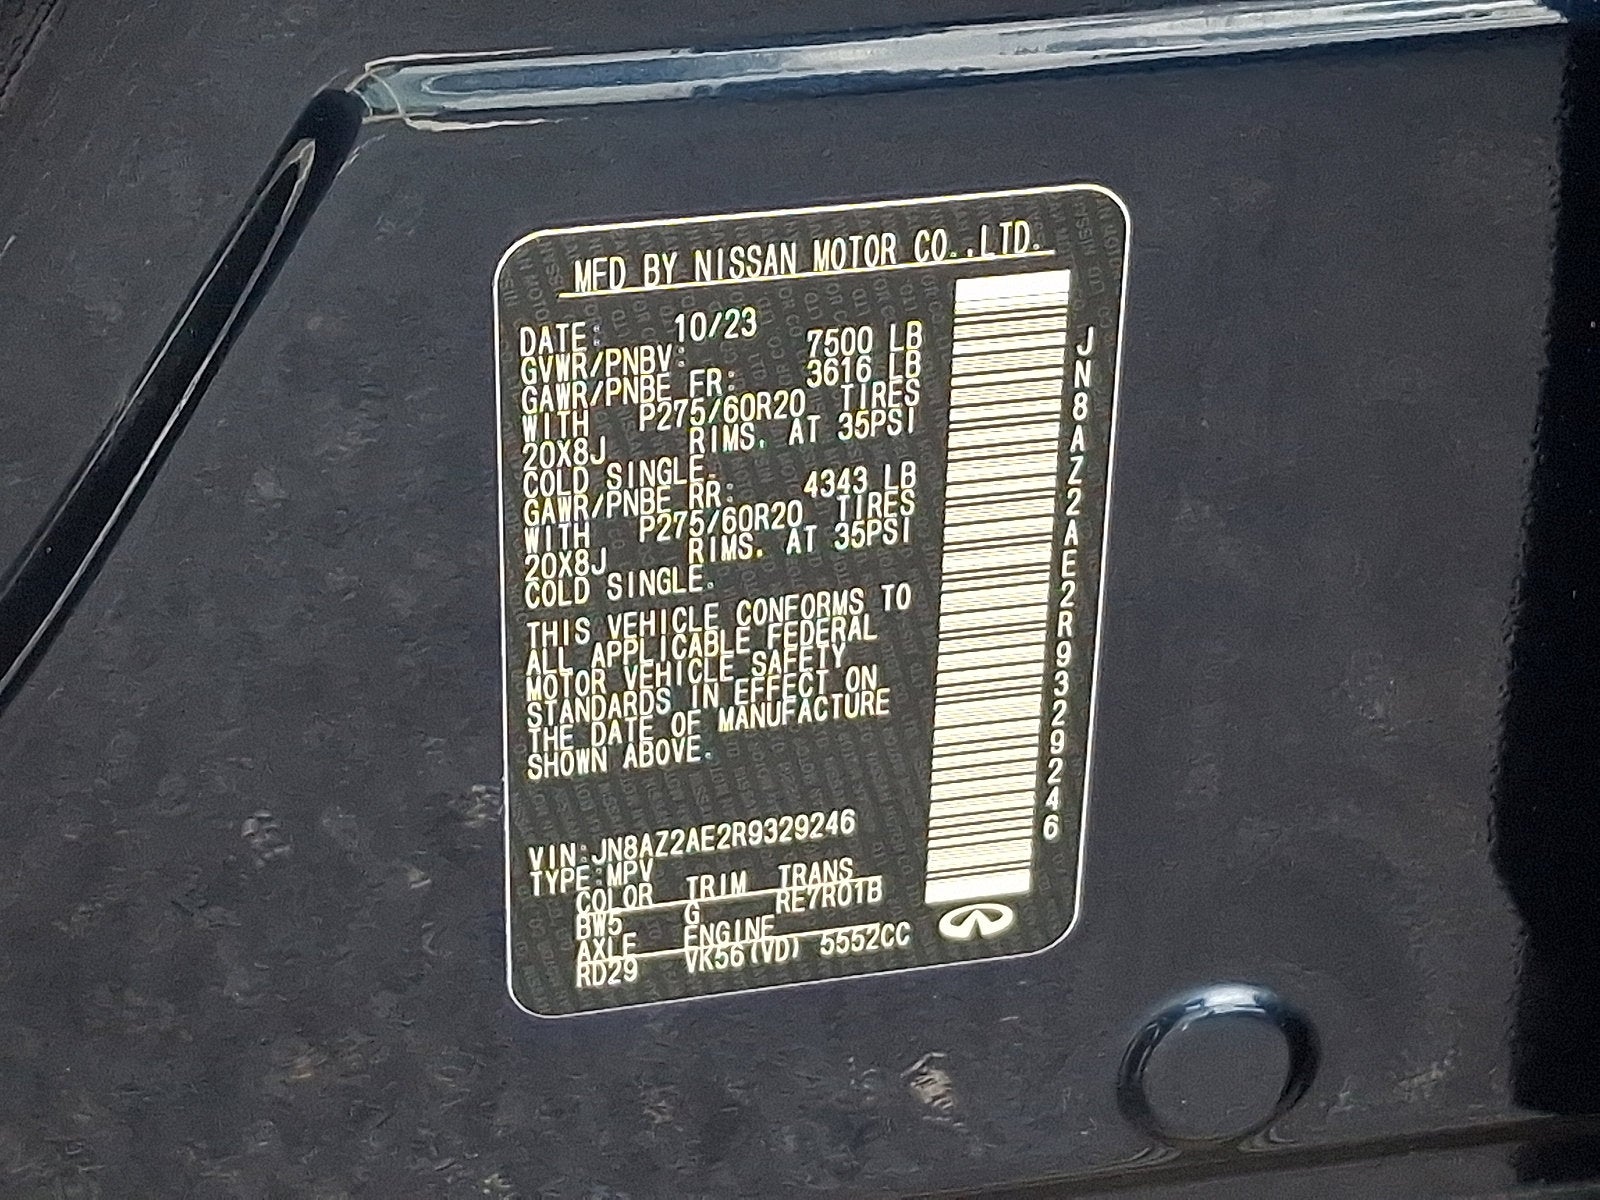 MFD BY NISSAN MOTOR CO.,LTD.
DATE: 10/23
GVWR/PNBV: 7500 LB
GAWR/PNBE FR: 3616 LB
WITH P275/60R20 TIRES
20X8J RIMS. AT 35PSI
COLD SINGLE.
GAWR/PNBE RR: 4343 LB
WITH P275/60R20 TIRES
20X8J RIMS. AT 35PSI
COLD SINGLE.
THIS VEHICLE CONFORMS TO
ALL APPLICABLE FEDERAL
MOTOR VEHICLE SAFETY
STANDARDS IN EFFECT ON
THE DATE OF MANUFACTURE
SHOWN ABOVE.
VIN:JN8AZ2AE2R9329246
TYPE:MPV
COLOR TRIM TRANS
BW5 G RE7R01B
AXLE ENGINE
RD29 VK56(VD) 5552CC
JN8AZ2AE2R9329246